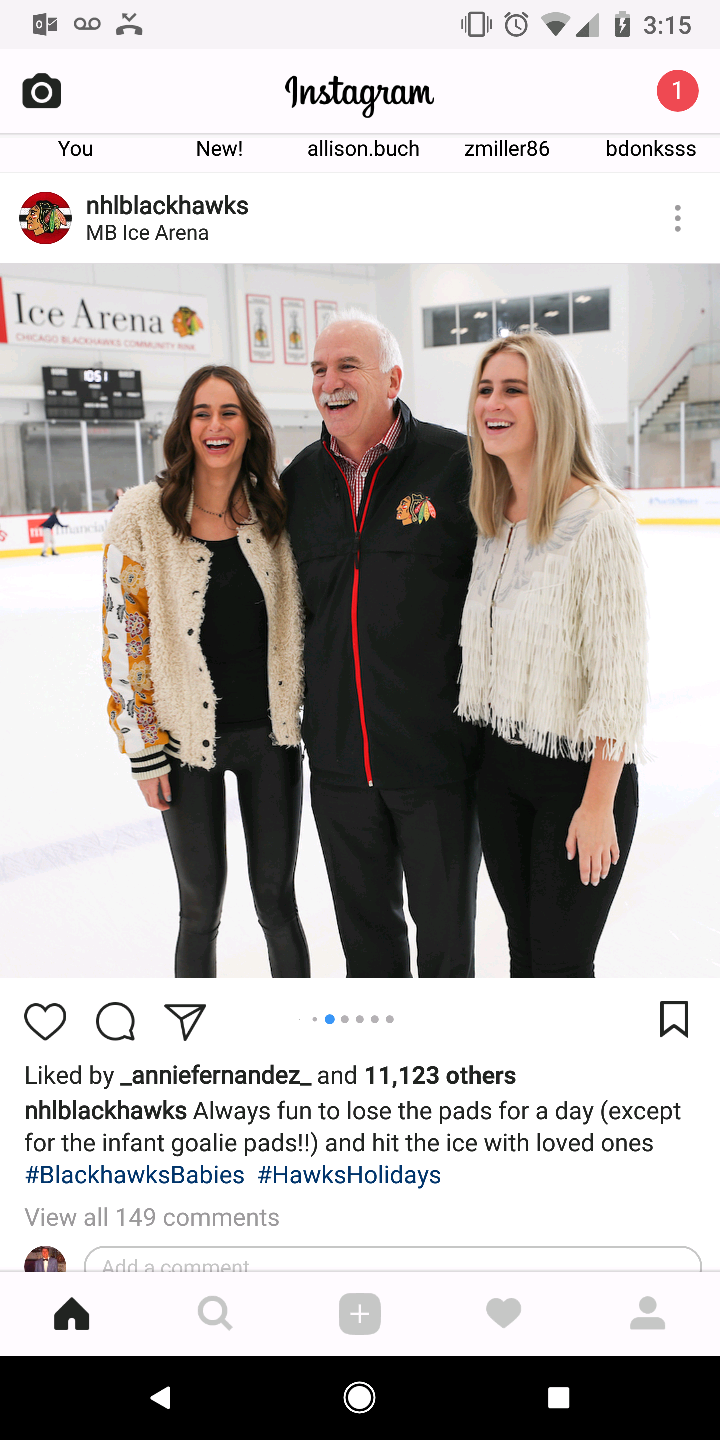 3:15
Instagram
1
You New! allison.buch zmiller86 bdonksss
nhlblackhawks
MB Ice Arena
Ice Arena
CHICAGO BLACKHAWKS COMMUNITY RINK
10:51
financial
Liked by _anniefernandez_ and 11,123 others
nhlblackhawks Always fun to lose the pads for a day (except
for the infant goalie pads!!) and hit the ice with loved ones
#BlackhawksBabies #HawksHolidays
View all 149 comments
Add a comment